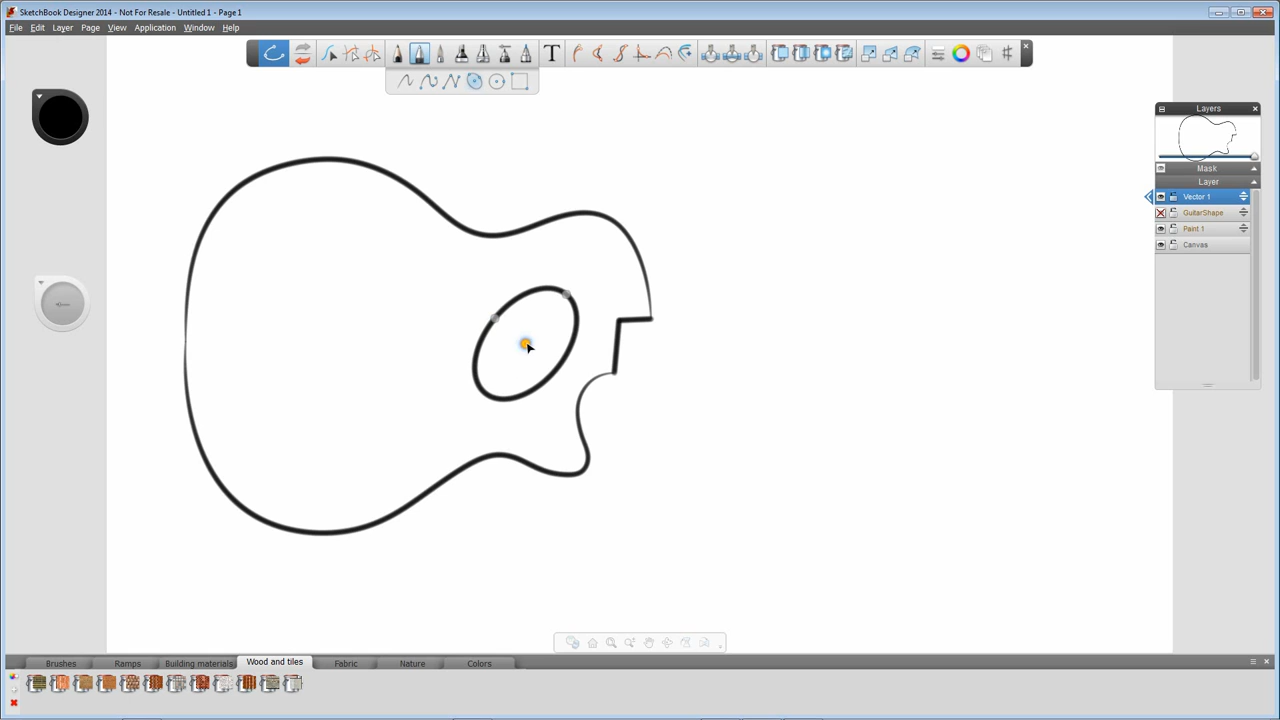 SketchBook Designer 2014 - Not For Resale - Untitled 1 - Page 1
File Edit Layer Page View Application Window Help
T
Layers
Mask
Layer
Vector 1
GuitarShape
Paint 1
Canvas
Brushes Ramps Building materials Wood and tiles Fabric Nature Colors